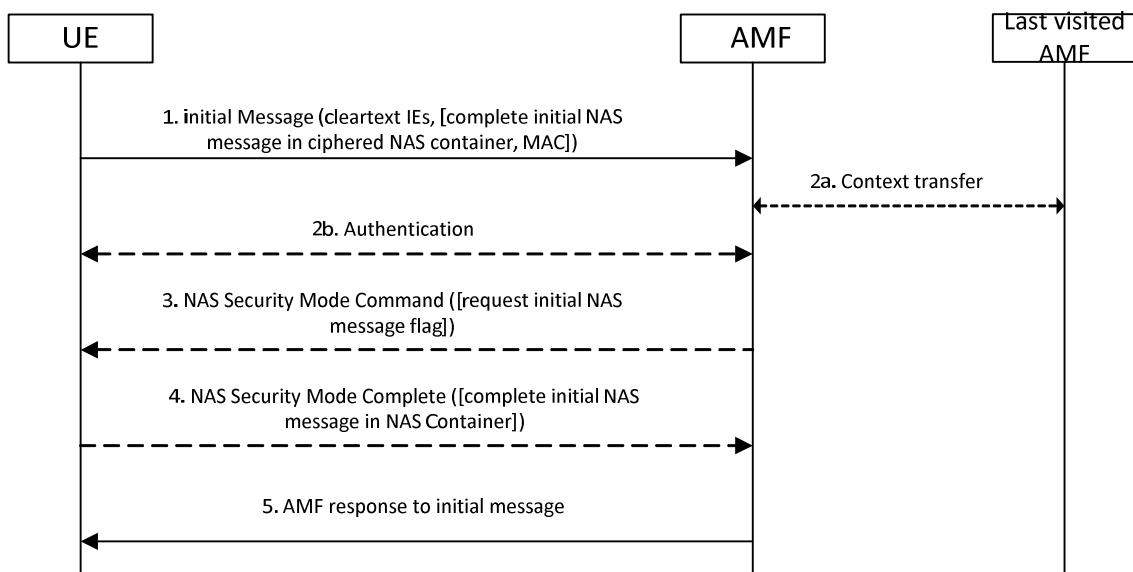 UE
AMF
Last visited
AMF
1. initial Message (cleartext IEs, [complete initial NAS
message in ciphered NAS container, MAC])
2a. Context transfer
2b. Authentication
3. NAS Security Mode Command ([request initial NAS
message flag])
4. NAS Security Mode Complete ([complete initial NAS
message in NAS Container])
5. AMF response to initial message